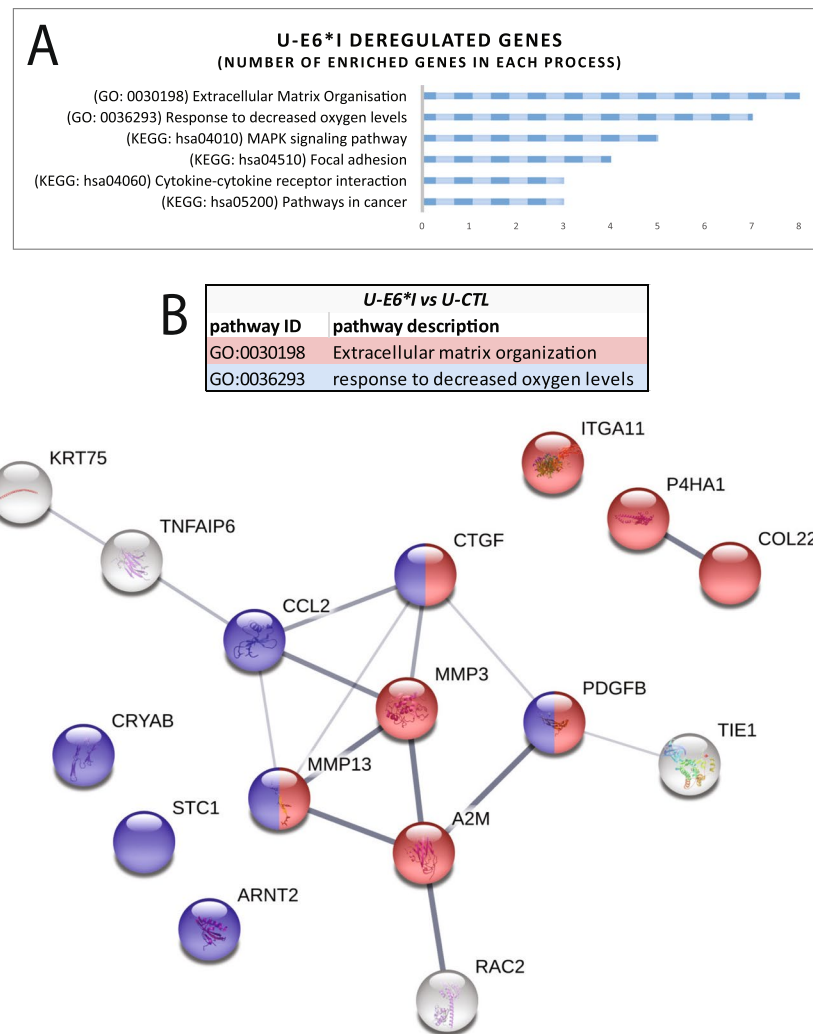 A
U-E6*I DEREGULATED GENES
(NUMBER OF ENRICHED GENES IN EACH PROCESS)
(GO: 0030198) Extracellular Matrix Organisation
(GO: 0036293) Response to decreased oxygen levels
(KEGG: hsa04010) MAPK signaling pathway
(KEGG: hsa04510) Focal adhesion
(KEGG: hsa04060) Cytokine-cytokine receptor interaction
(KEGG: hsa05200) Pathways in cancer
0 1 2 3 4 5 6 7 8
B
U-E6*I vs U-CTL
pathway ID pathway description
GO:0030198 Extracellular matrix organization
GO:0036293 response to decreased oxygen levels
ITGA11
KRT75
P4HA1
TNFAIP6
CTGF
COL22
CCL2
MMP3
PDGFB
CRYAB
TIE1
MMP13
STC1
A2M
ARNT2
RAC2